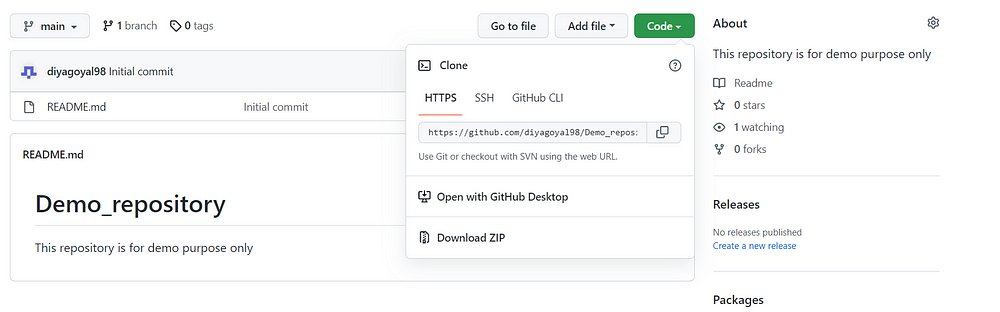 main
1 branch
0 tags
Go to file
Add file
Code
diyagoyal98 Initial commit
README.md
Initial commit
README.md
Demo_repository
This repository is for demo purpose only
Clone
HTTPS
SSH
GitHub CLI
https://github.com/diyagoyal98/Demo_repos:
Use Git or checkout with SVN using the web URL.
Open with GitHub Desktop
Download ZIP
About
This repository is for demo purpose only
Readme
0 stars
1 watching
0 forks
Releases
No releases published
Create a new release
Packages